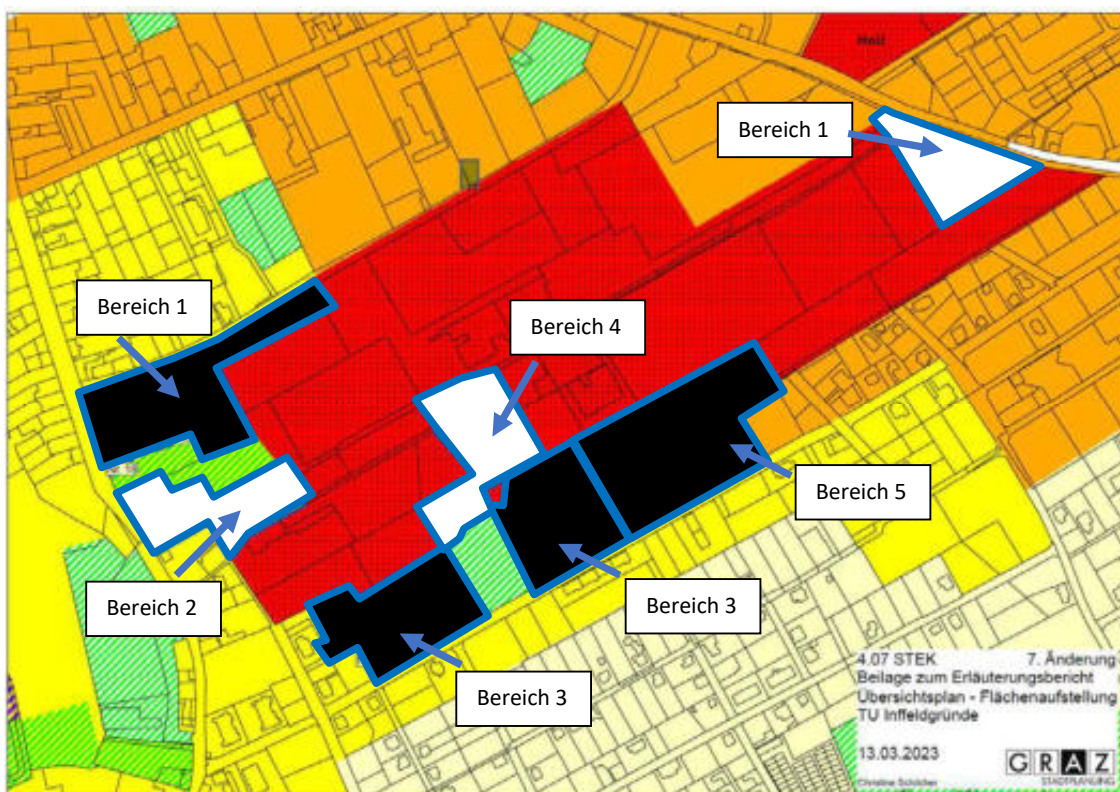 Bereich 1
Bereich 1
Bereich 4
Bereich 5
Bereich 2
Bereich 3
Bereich 3
4.07 STEK 7. Änderung
Beilage zum Erläuterungsbericht
Übersichtsplan - Flächenaufstellung
TU Inffeldgründe
13.03.2023
GRAZ
STADTPLANUNG